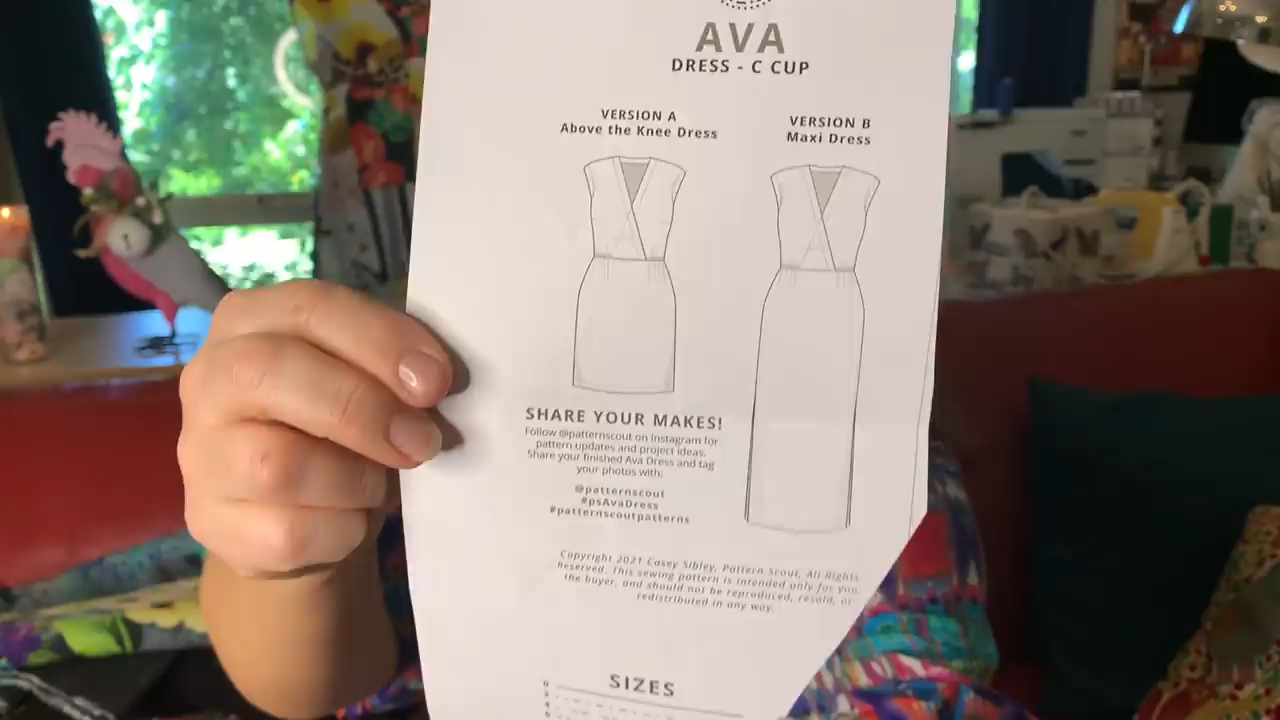 AVA
DRESS - C CUP
VERSION A
Above the Knee Dress
VERSION B
Maxi Dress
SHARE YOUR MAKES!
Follow @patternscout on Instagram for
pattern updates and project ideas.
Share your finished Ava Dress and tag
your photos with:
@patternscout
#psAvaDress
#patternscoutpatterns
Copyright 2021 Casey Sibley, Pattern Scout, All Rights
Reserved. This sewing pattern is intended only for you,
the buyer, and should not be reproduced, resold, or
redistributed in any way.
SIZES